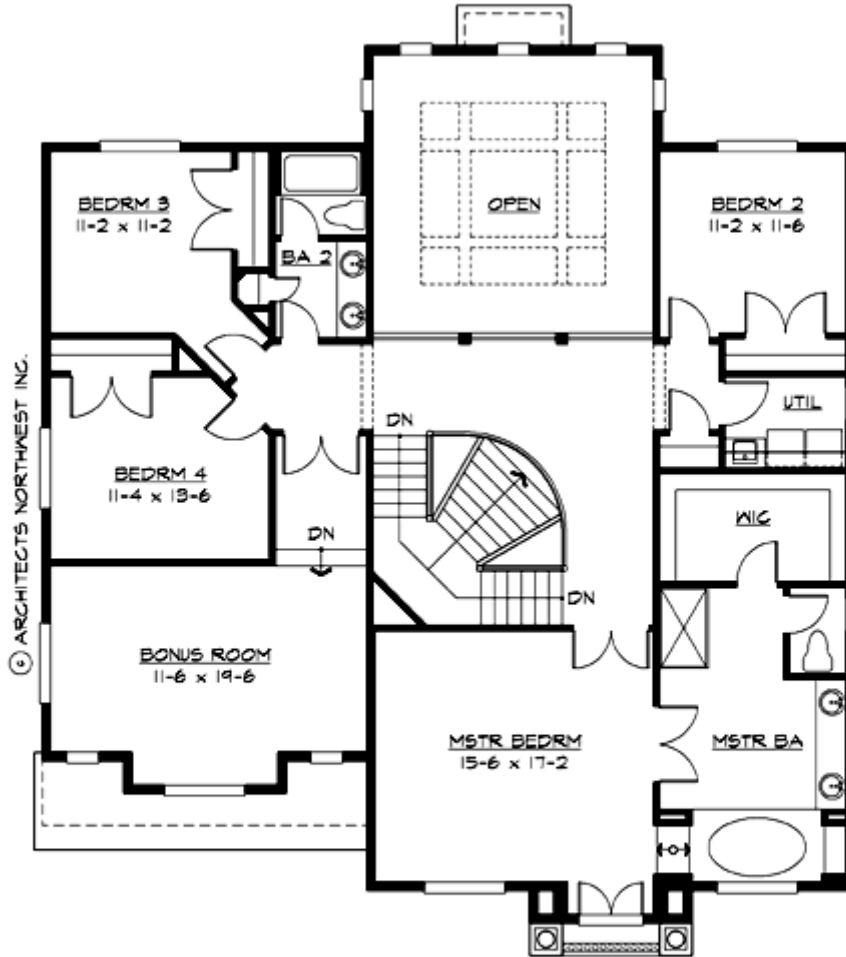 BEDRM 3
11-2 x 11-2
BA 2
OPEN
BEDRM 2
11-2 x 11-6
UTIL
DN
BEDRM 4
11-4 x 13-6
WIC
DN
DN
BONUS ROOM
11-6 x 19-6
MSTR BEDRM
15-6 x 17-2
MSTR BA
© ARCHITECTS NORTHWEST INC.